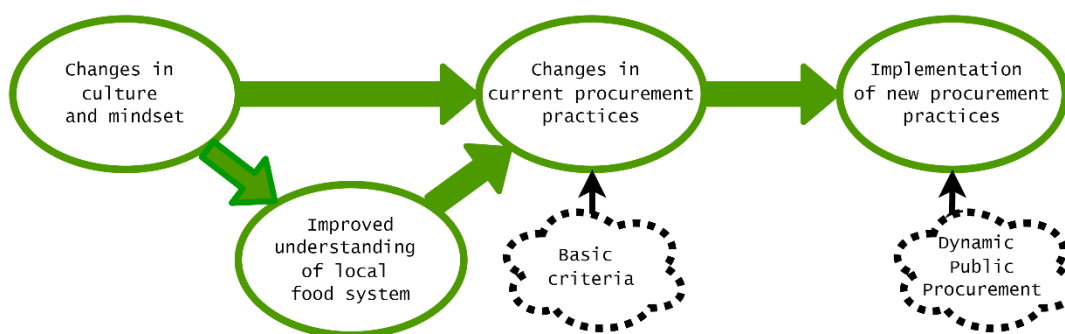 Changes in
culture
and mindset
Changes in
current procurement
practices
Implementation
of new procurement
practices
Improved
understanding
of local
food system
Basic
criteria
Dynamic
Public
Procurement